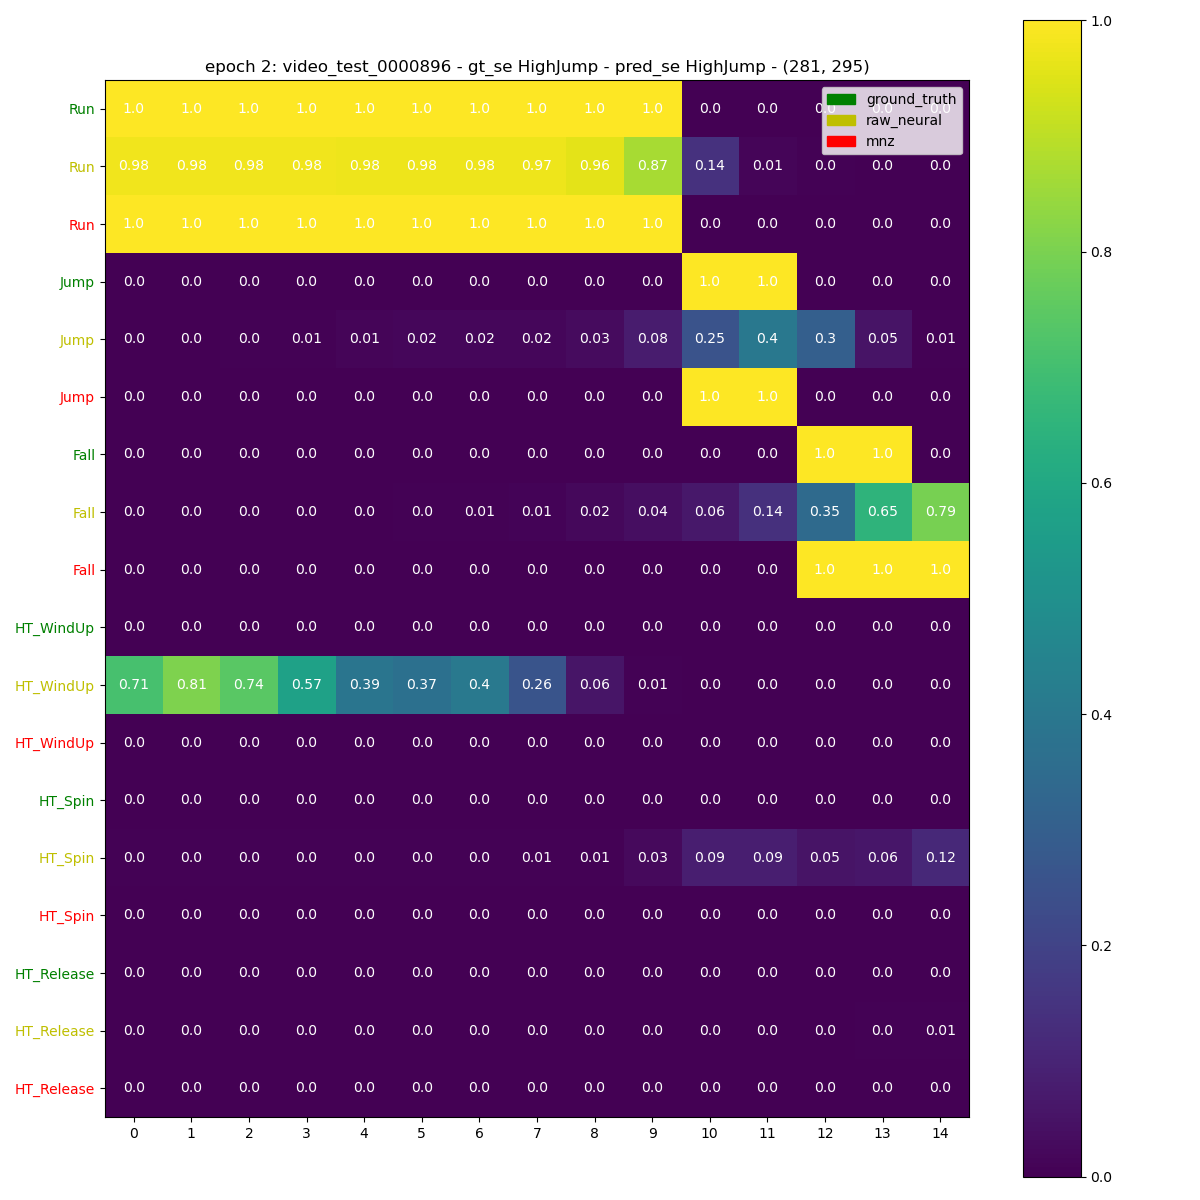 epoch 2: video_test_0000896 - gt_se HighJump - pred_se HighJump - (281, 295)
Run 1.0 1.0 1.0 1.0 1.0 1.0 1.0 1.0 1.0 1.0 0.0 0.0 0.0 0.0 0.0
ground_truth
raw_neural
mnz
Run 0.98 0.98 0.98 0.98 0.98 0.98 0.98 0.97 0.96 0.87 0.14 0.01 0.0 0.0 0.0
Run 1.0 1.0 1.0 1.0 1.0 1.0 1.0 1.0 1.0 1.0 0.0 0.0 0.0 0.0 0.0
Jump 0.0 0.0 0.0 0.0 0.0 0.0 0.0 0.0 0.0 0.0 1.0 1.0 0.0 0.0 0.0
Jump 0.0 0.0 0.0 0.01 0.01 0.02 0.02 0.02 0.03 0.08 0.25 0.4 0.3 0.05 0.01
Jump 0.0 0.0 0.0 0.0 0.0 0.0 0.0 0.0 0.0 0.0 1.0 1.0 0.0 0.0 0.0
Fall 0.0 0.0 0.0 0.0 0.0 0.0 0.0 0.0 0.0 0.0 0.0 0.0 1.0 1.0 0.0
Fall 0.0 0.0 0.0 0.0 0.0 0.0 0.01 0.01 0.02 0.04 0.06 0.14 0.35 0.65 0.79
Fall 0.0 0.0 0.0 0.0 0.0 0.0 0.0 0.0 0.0 0.0 0.0 0.0 1.0 1.0 1.0
HT_WindUp 0.0 0.0 0.0 0.0 0.0 0.0 0.0 0.0 0.0 0.0 0.0 0.0 0.0 0.0 0.0
HT_WindUp 0.71 0.81 0.74 0.57 0.39 0.37 0.4 0.26 0.06 0.01 0.0 0.0 0.0 0.0 0.0
HT_WindUp 0.0 0.0 0.0 0.0 0.0 0.0 0.0 0.0 0.0 0.0 0.0 0.0 0.0 0.0 0.0
HT_Spin 0.0 0.0 0.0 0.0 0.0 0.0 0.0 0.0 0.0 0.0 0.0 0.0 0.0 0.0 0.0
HT_Spin 0.0 0.0 0.0 0.0 0.0 0.0 0.0 0.01 0.01 0.03 0.09 0.09 0.05 0.06 0.12
HT_Spin 0.0 0.0 0.0 0.0 0.0 0.0 0.0 0.0 0.0 0.0 0.0 0.0 0.0 0.0 0.0
HT_Release 0.0 0.0 0.0 0.0 0.0 0.0 0.0 0.0 0.0 0.0 0.0 0.0 0.0 0.0 0.0
HT_Release 0.0 0.0 0.0 0.0 0.0 0.0 0.0 0.0 0.0 0.0 0.0 0.0 0.0 0.0 0.01
HT_Release 0.0 0.0 0.0 0.0 0.0 0.0 0.0 0.0 0.0 0.0 0.0 0.0 0.0 0.0 0.0
0 1 2 3 4 5 6 7 8 9 10 11 12 13 14
1.0
0.8
0.6
0.4
0.2
0.0